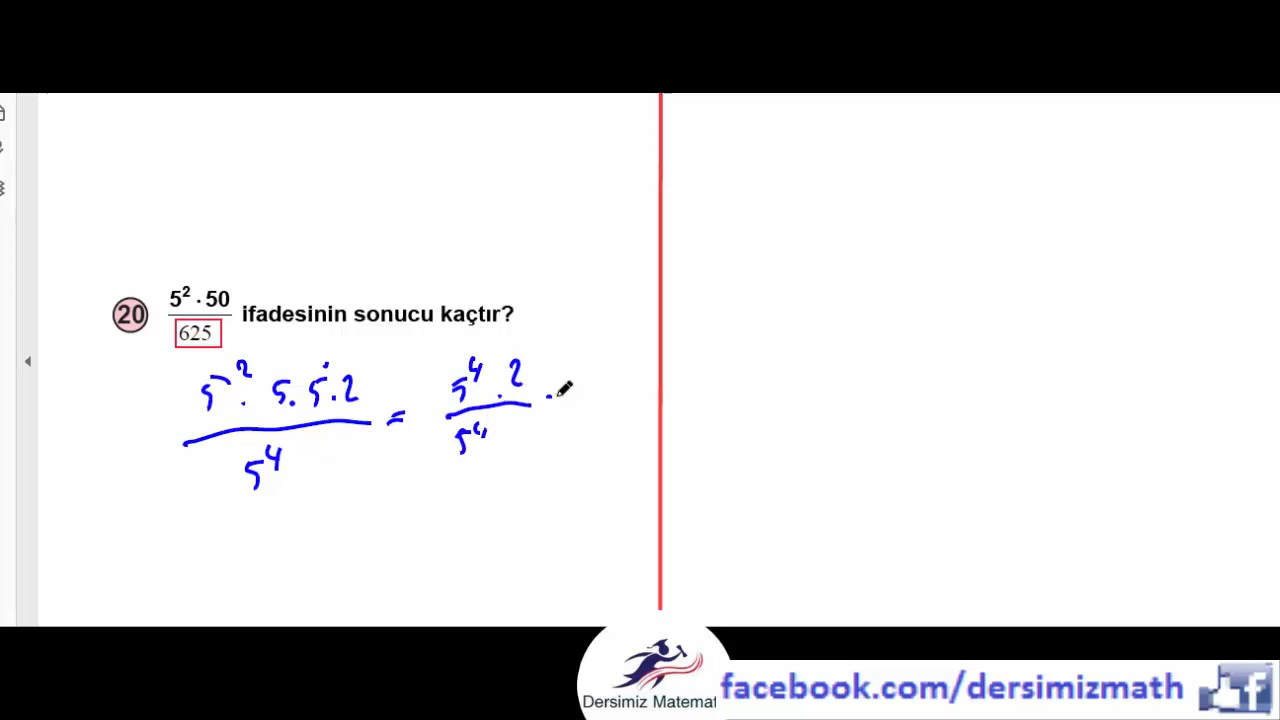 20 5² · 50 / 625 ifadesinin sonucu kaçtır?
5² . 5 . 5 . 2 / 5⁴ = 5⁴ . 2 / 5⁴
Dersimiz Matemat
facebook.com/dersimizmath